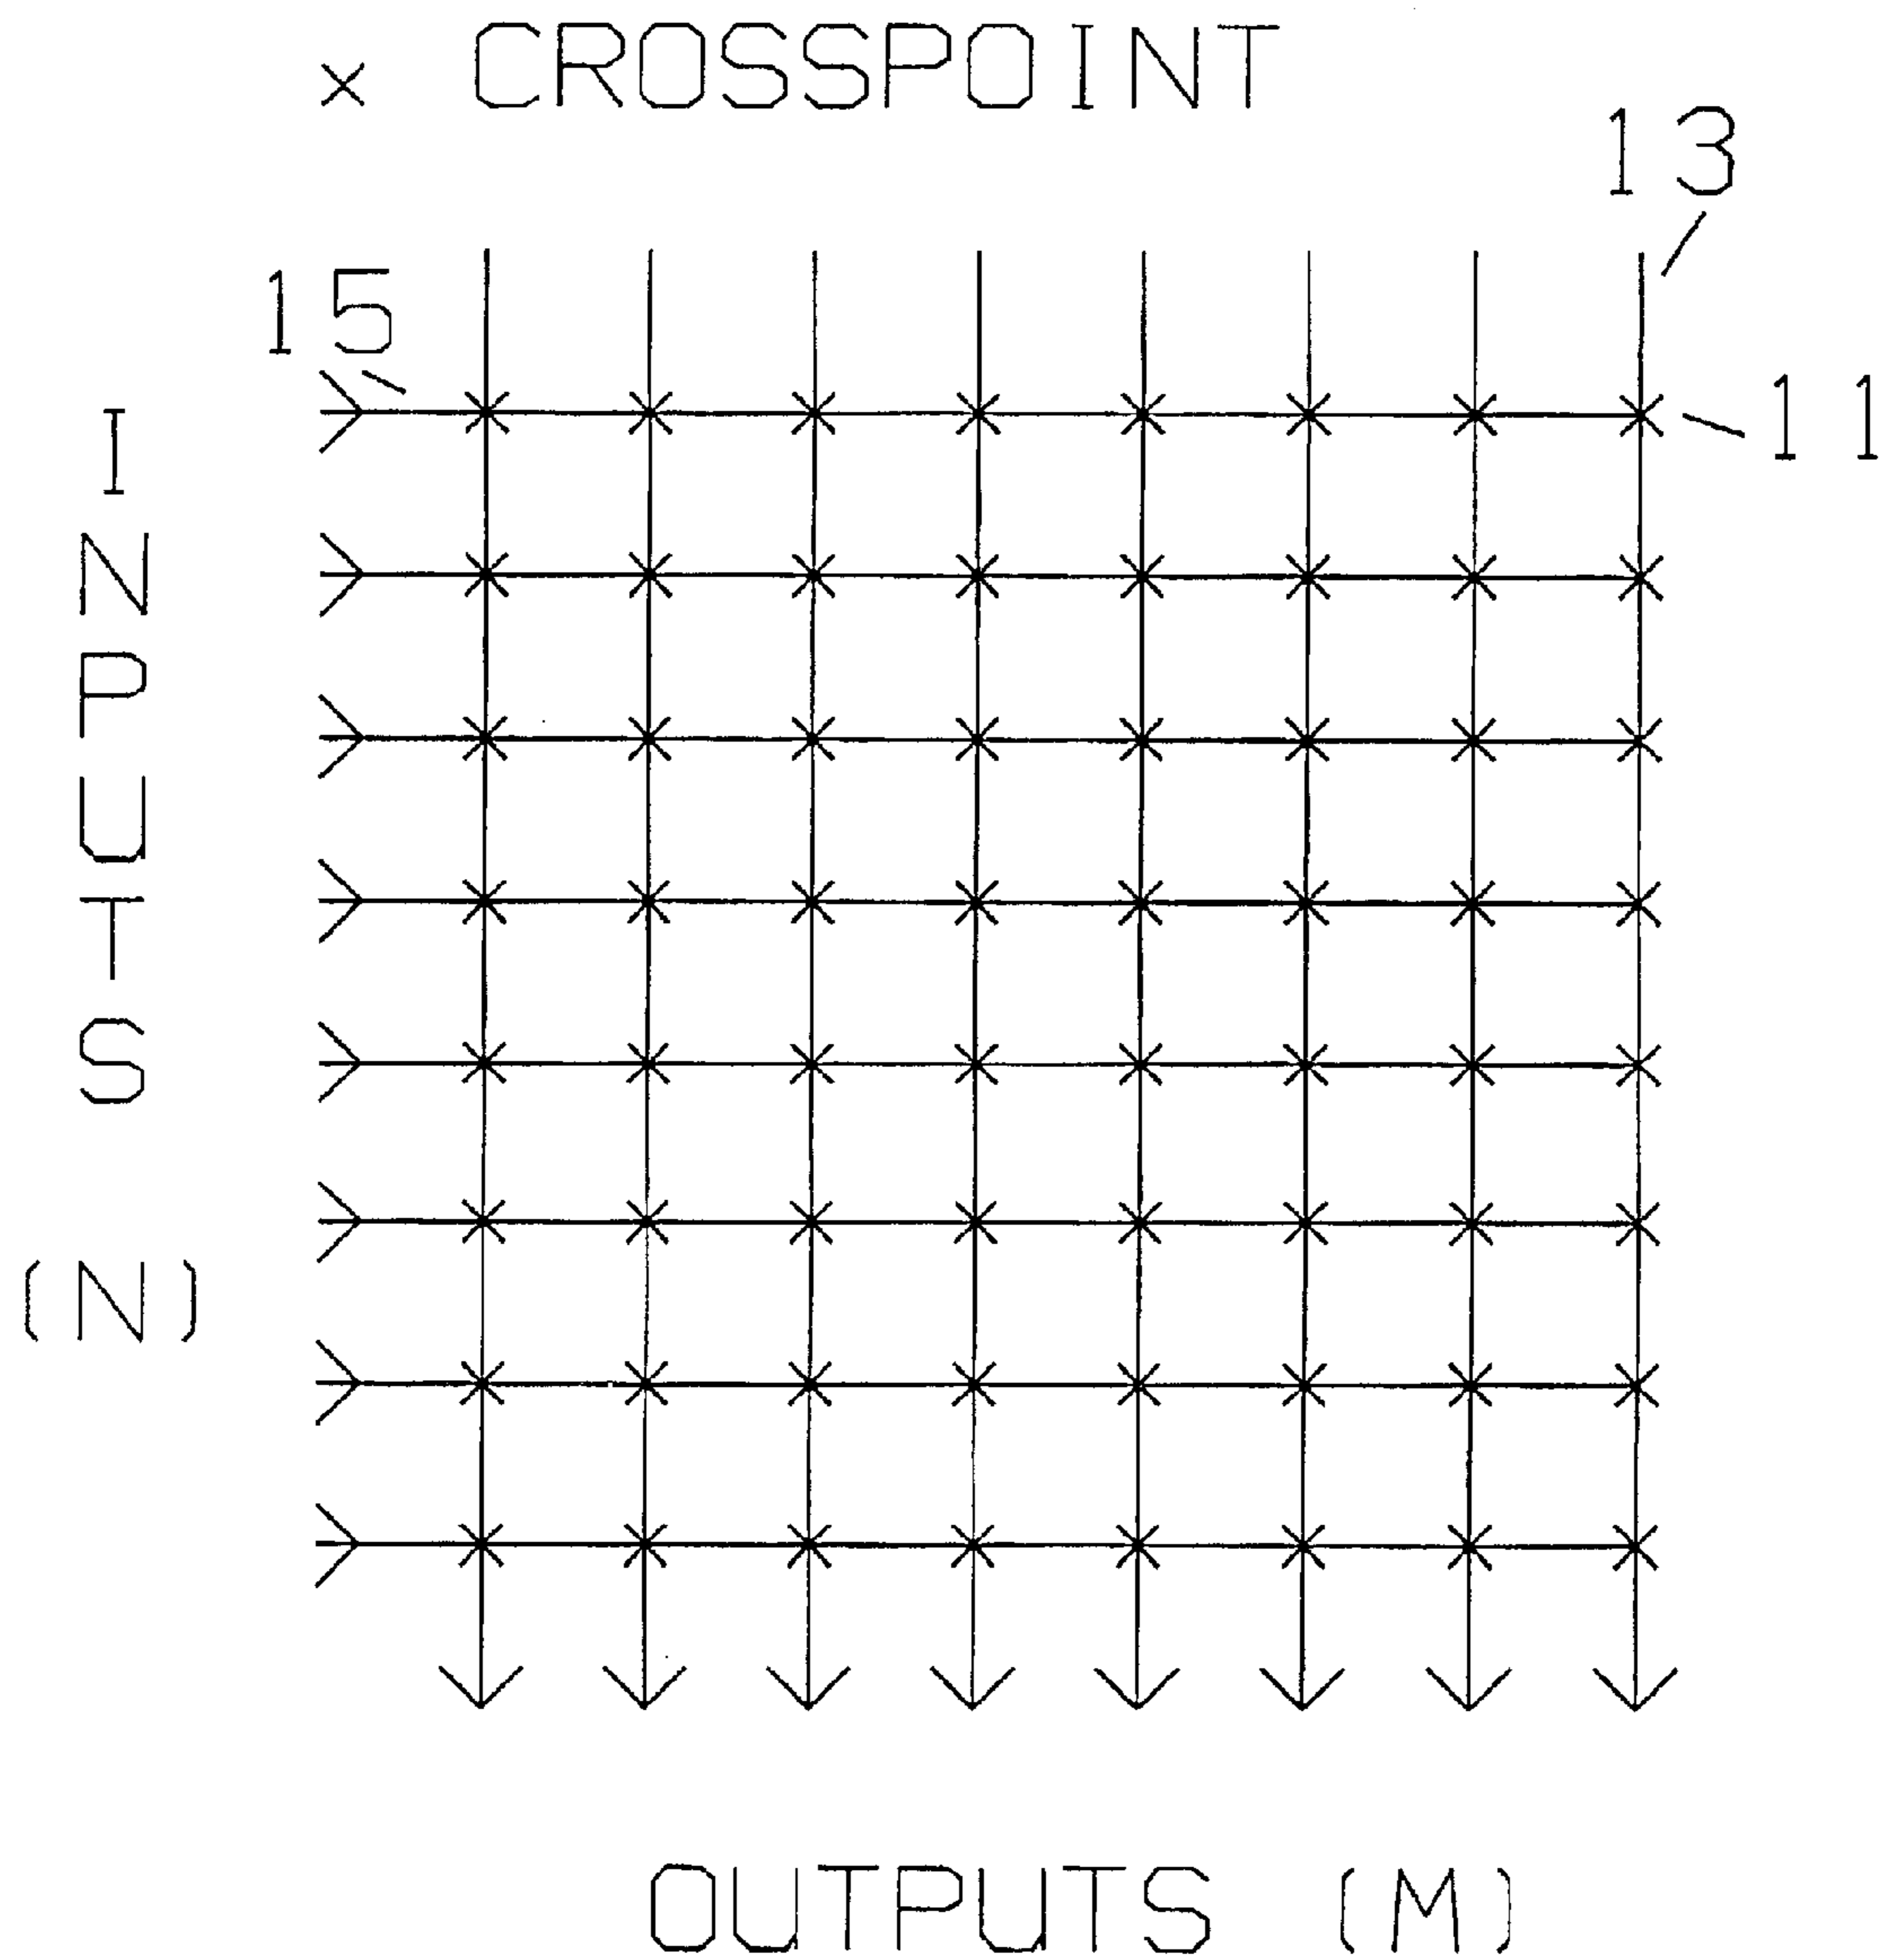 x CROSSPOINT
13
15
11
INPUTS
(N)
OUTPUTS (M)